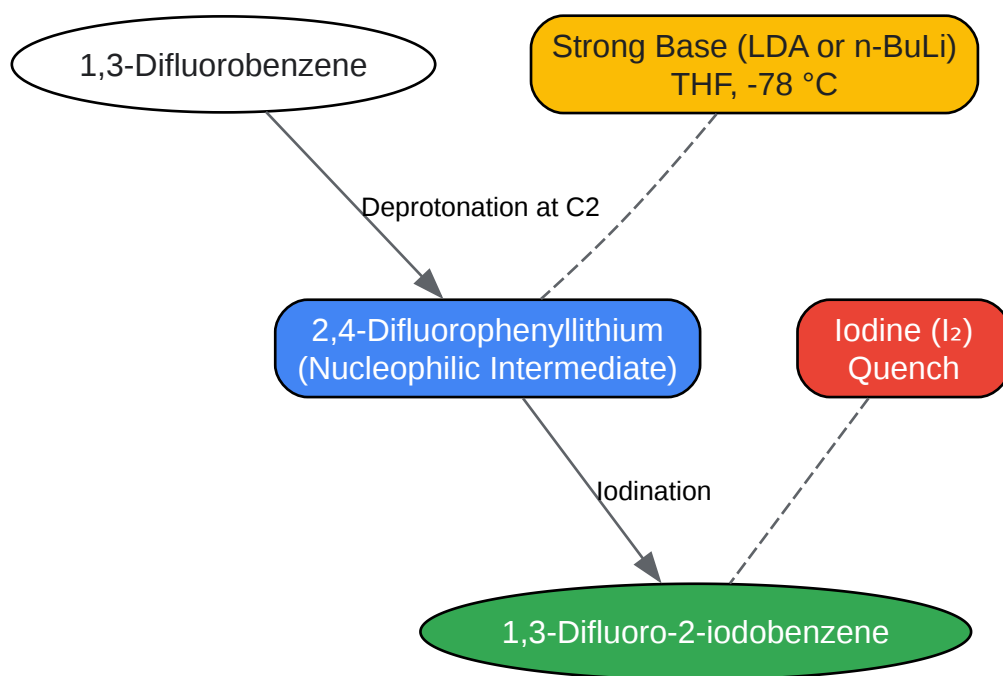 1,3-Difluorobenzene
Strong Base (LDA or n-BuLi)
THF, -78 °C
Deprotonation at C2
2,4-Difluorophenyllithium
(Nucleophilic Intermediate)
Iodine (I₂)
Quench
Iodination
1,3-Difluoro-2-iodobenzene